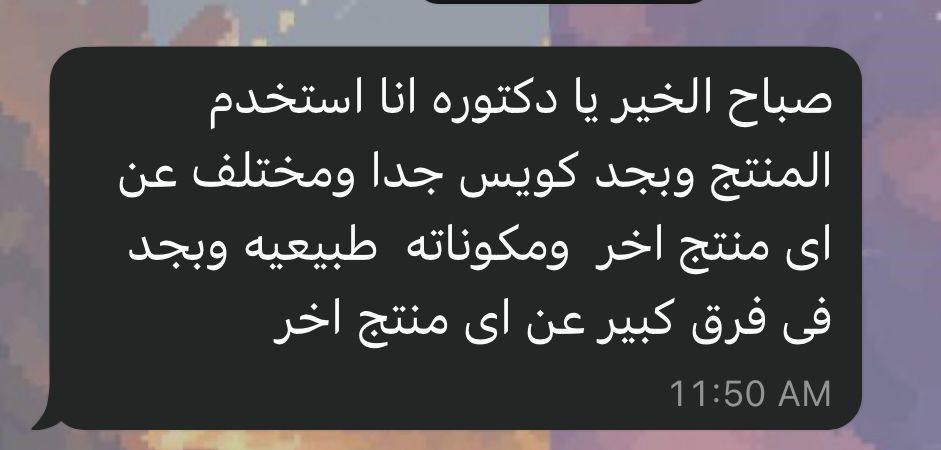 صباح الخير يا دكتوره انا استخدم
المنتج وبجد كويس جدا ومختلف عن
اى منتج اخر ومكوناته طبيعيه وبجد
فى فرق كبير عن اى منتج اخر
11:50 AM